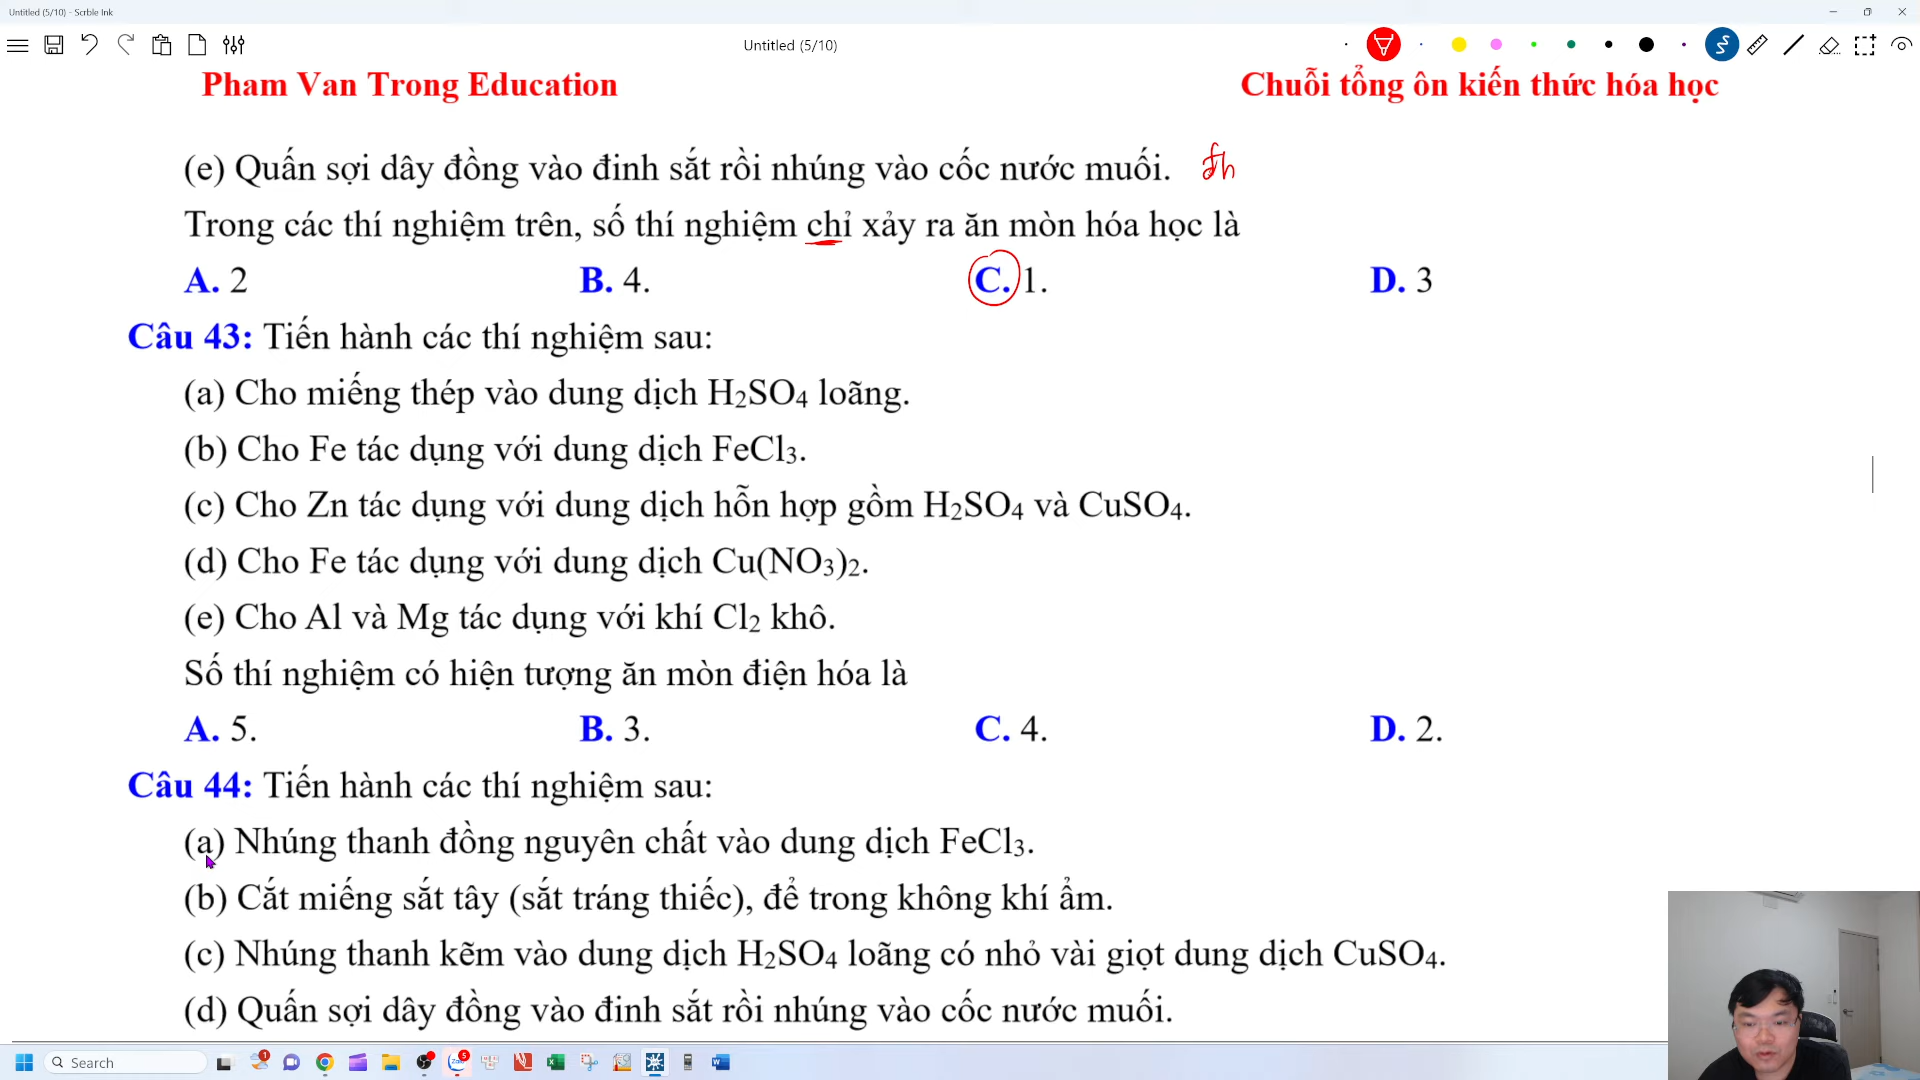 Untitled (5/10) - Scrble Ink
Untitled (5/10)
Pham Van Trong Education
Chuỗi tổng ôn kiến thức hóa học
(e) Quấn sợi dây đồng vào đinh sắt rồi nhúng vào cốc nước muối. đh
Trong các thí nghiệm trên, số thí nghiệm chỉ xảy ra ăn mòn hóa học là
A. 2 B. 4. C. 1. D. 3
Câu 43: Tiến hành các thí nghiệm sau:
(a) Cho miếng thép vào dung dịch H2SO4 loãng.
(b) Cho Fe tác dụng với dung dịch FeCl3.
(c) Cho Zn tác dụng với dung dịch hỗn hợp gồm H2SO4 và CuSO4.
(d) Cho Fe tác dụng với dung dịch Cu(NO3)2.
(e) Cho Al và Mg tác dụng với khí Cl2 khô.
Số thí nghiệm có hiện tượng ăn mòn điện hóa là
A. 5. B. 3. C. 4. D. 2.
Câu 44: Tiến hành các thí nghiệm sau:
(a) Nhúng thanh đồng nguyên chất vào dung dịch FeCl3.
(b) Cắt miếng sắt tây (sắt tráng thiếc), để trong không khí ẩm.
(c) Nhúng thanh kẽm vào dung dịch H2SO4 loãng có nhỏ vài giọt dung dịch CuSO4.
(d) Quấn sợi dây đồng vào đinh sắt rồi nhúng vào cốc nước muối.
Search